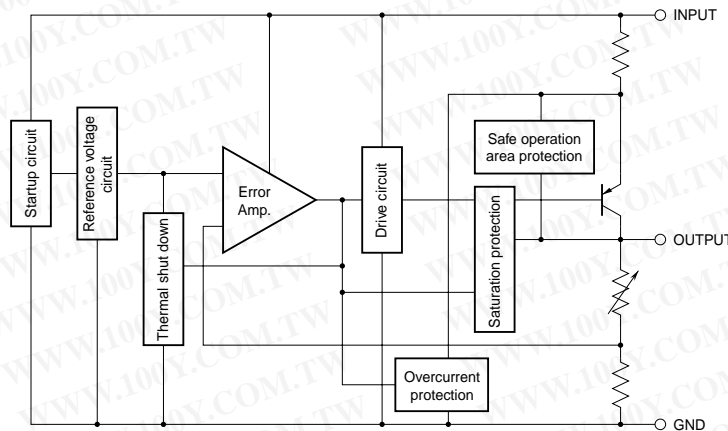 WWW.100Y.COM.TW
INPUT
Safe operation
area protection
Startup circuit
Reference voltage
circuit
Error
Amp.
Drive circuit
Thermal shut down
Saturation protection
OUTPUT
Overcurrent
protection
GND